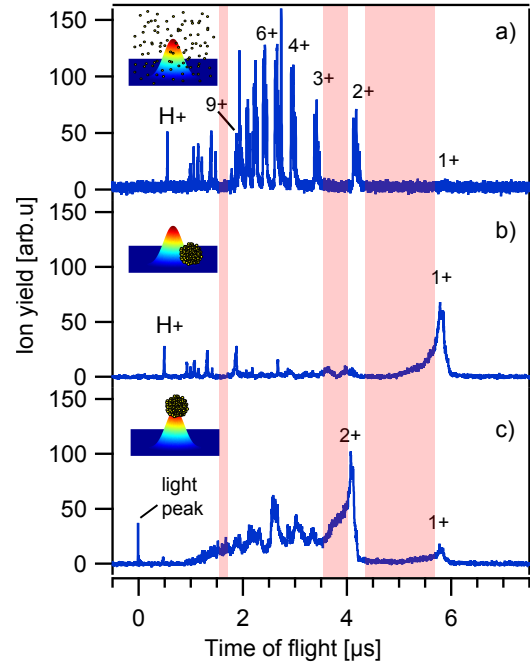 a)
150
100
50
0
H+
9+
6+
4+
3+
2+
1+
b)
150
100
50
0
H+
1+
c)
150
100
50
0
light
peak
2+
1+
Ion yield [arb.u]
0 2 4 6
Time of flight [µs]